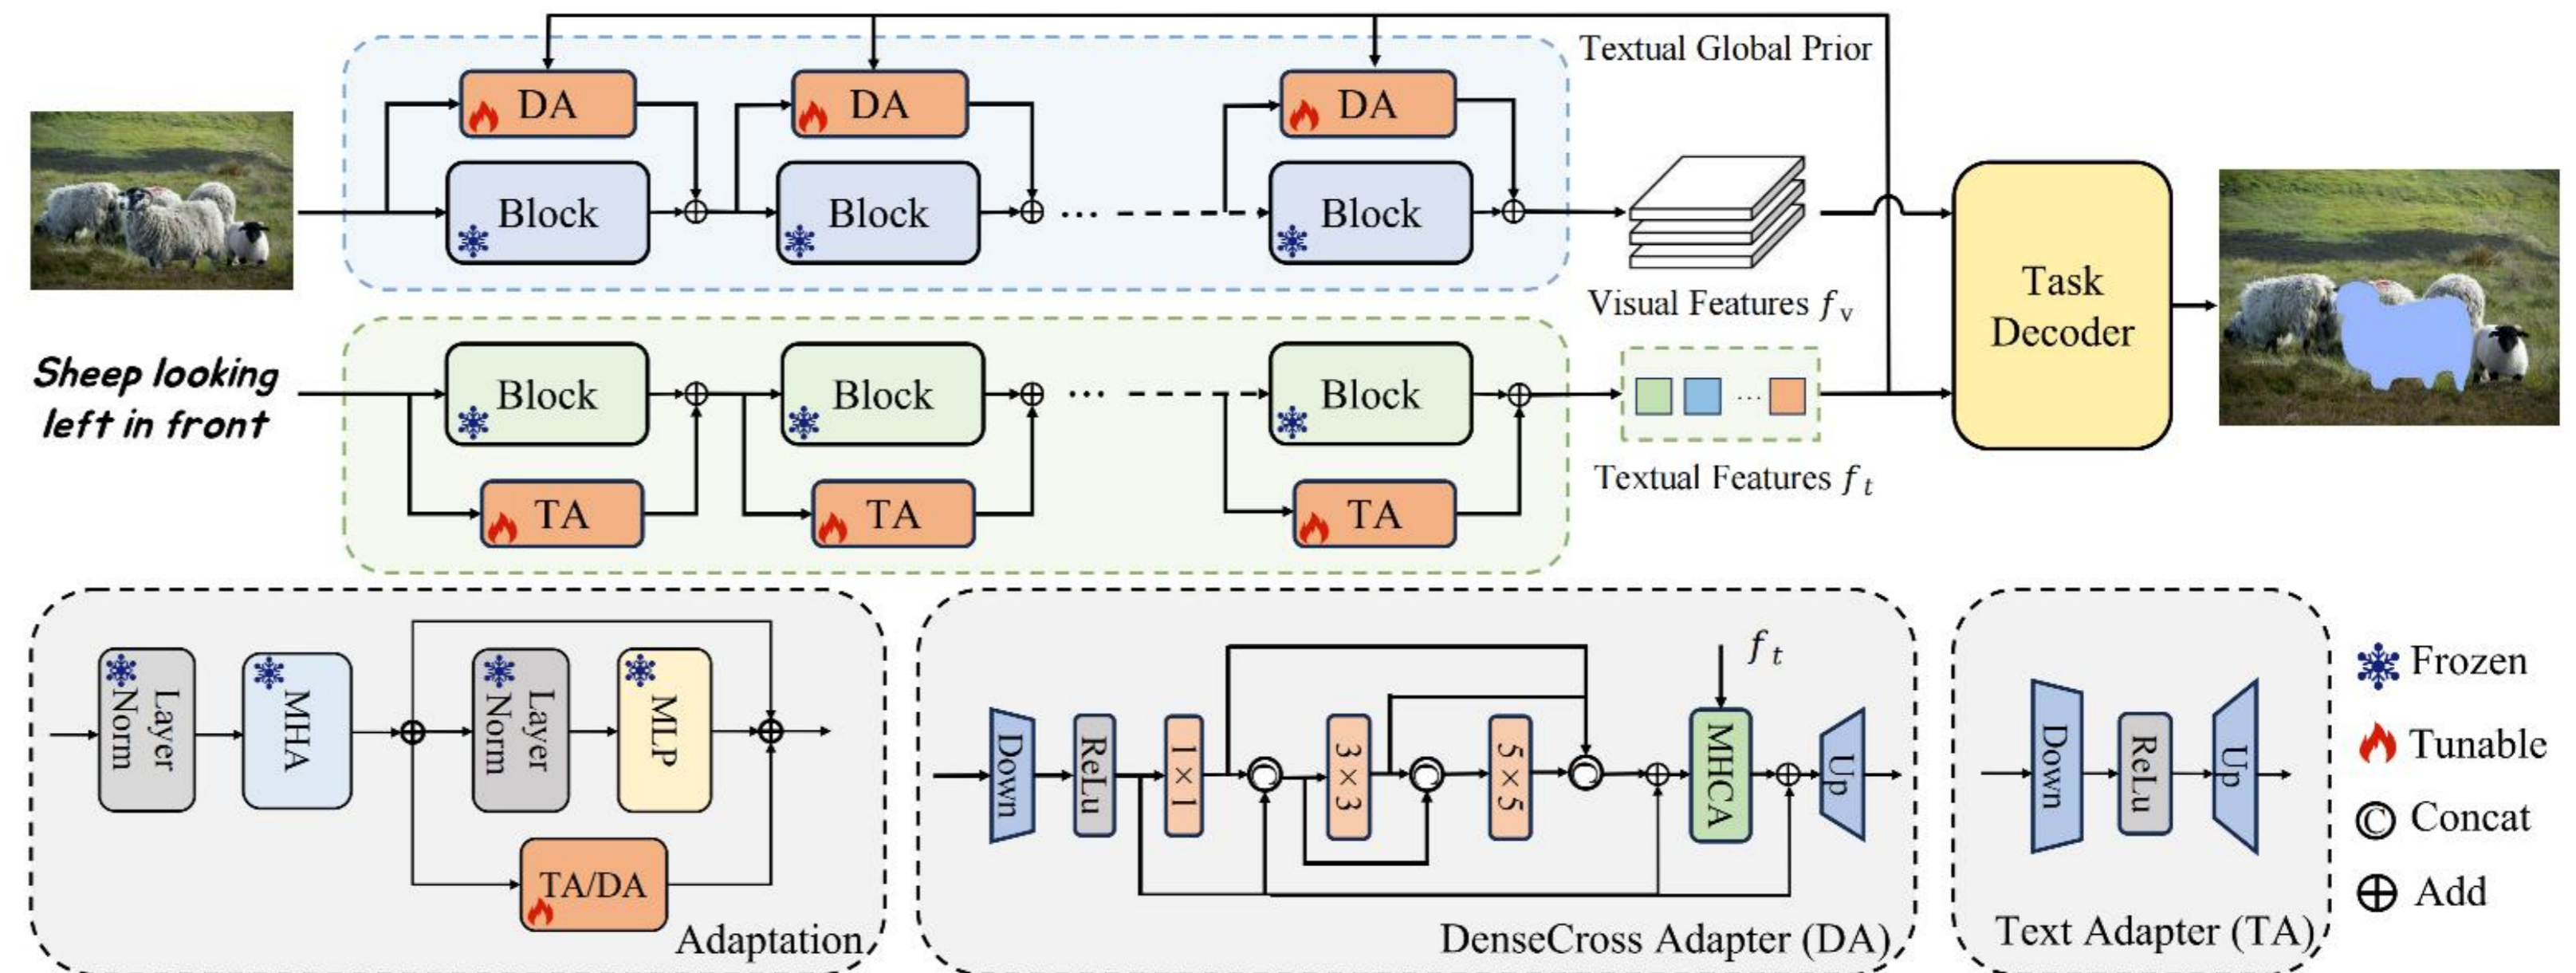 Textual Global Prior
DA
DA
DA
Block
Block
...
Block
Visual Features f_v
Task
Decoder
Sheep looking
left in front
Block
Block
...
Block
...
Textual Features f_t
TA
TA
TA
Layer
Norm
MHA
Layer
Norm
MLP
TA/DA
Adaptation
Down
ReLu
1×1
C
3×3
C
5×5
C
f_t
MHCA
Up
DenseCross Adapter (DA)
Down
ReLu
Up
Text Adapter (TA)
Frozen
Tunable
C Concat
Add